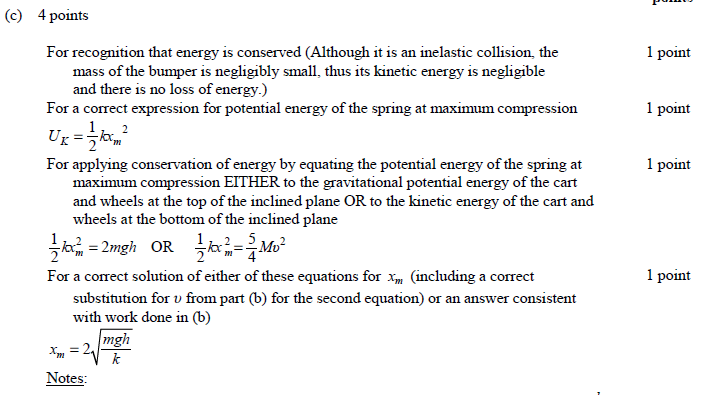 (c) 4 points
For recognition that energy is conserved (Although it is an inelastic collision, the 1 point
mass of the bumper is negligibly small, thus its kinetic energy is negligible
and there is no loss of energy.)
For a correct expression for potential energy of the spring at maximum compression 1 point
U_K = 1/2 kx_m^2
For applying conservation of energy by equating the potential energy of the spring at 1 point
maximum compression EITHER to the gravitational potential energy of the cart
and wheels at the top of the inclined plane OR to the kinetic energy of the cart and
wheels at the bottom of the inclined plane
1/2 kx_m^2 = 2mgh OR 1/2 kx_m^2 = 5/4 Mυ^2
For a correct solution of either of these equations for x_m (including a correct 1 point
substitution for υ from part (b) for the second equation) or an answer consistent
with work done in (b)
x_m = 2√(mgh/k)
Notes: